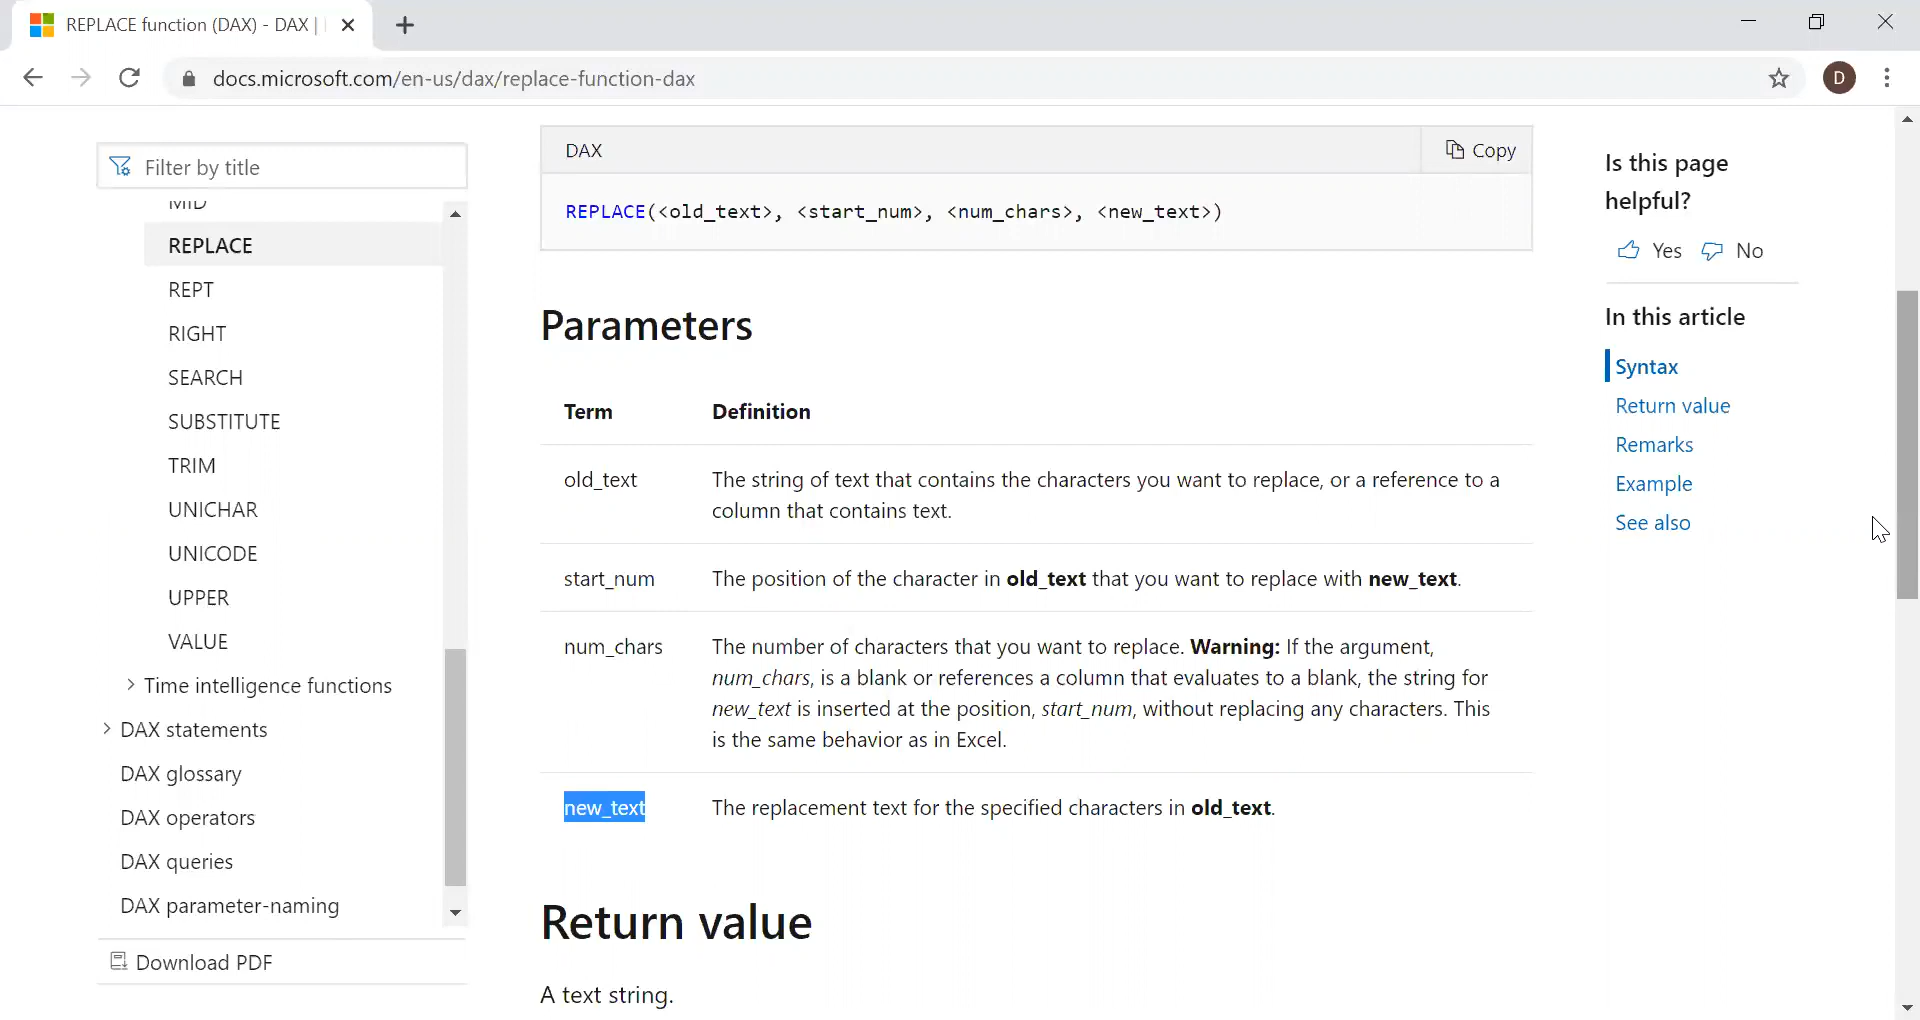 REPLACE function (DAX) - DAX |
docs.microsoft.com/en-us/dax/replace-function-dax
D
Filter by title
MID
REPLACE
REPT
RIGHT
SEARCH
SUBSTITUTE
TRIM
UNICHAR
UNICODE
UPPER
VALUE
Time intelligence functions
DAX statements
DAX glossary
DAX operators
DAX queries
DAX parameter-naming
Download PDF
DAX
Copy
REPLACE(<old_text>, <start_num>, <num_chars>, <new_text>)
Parameters
Term Definition
old_text The string of text that contains the characters you want to replace, or a reference to a
column that contains text.
start_num The position of the character in old_text that you want to replace with new_text.
num_chars The number of characters that you want to replace. Warning: If the argument,
num_chars, is a blank or references a column that evaluates to a blank, the string for
new_text is inserted at the position, start_num, without replacing any characters. This
is the same behavior as in Excel.
new_text The replacement text for the specified characters in old_text.
Return value
A text string.
Is this page
helpful?
Yes No
In this article
Syntax
Return value
Remarks
Example
See also